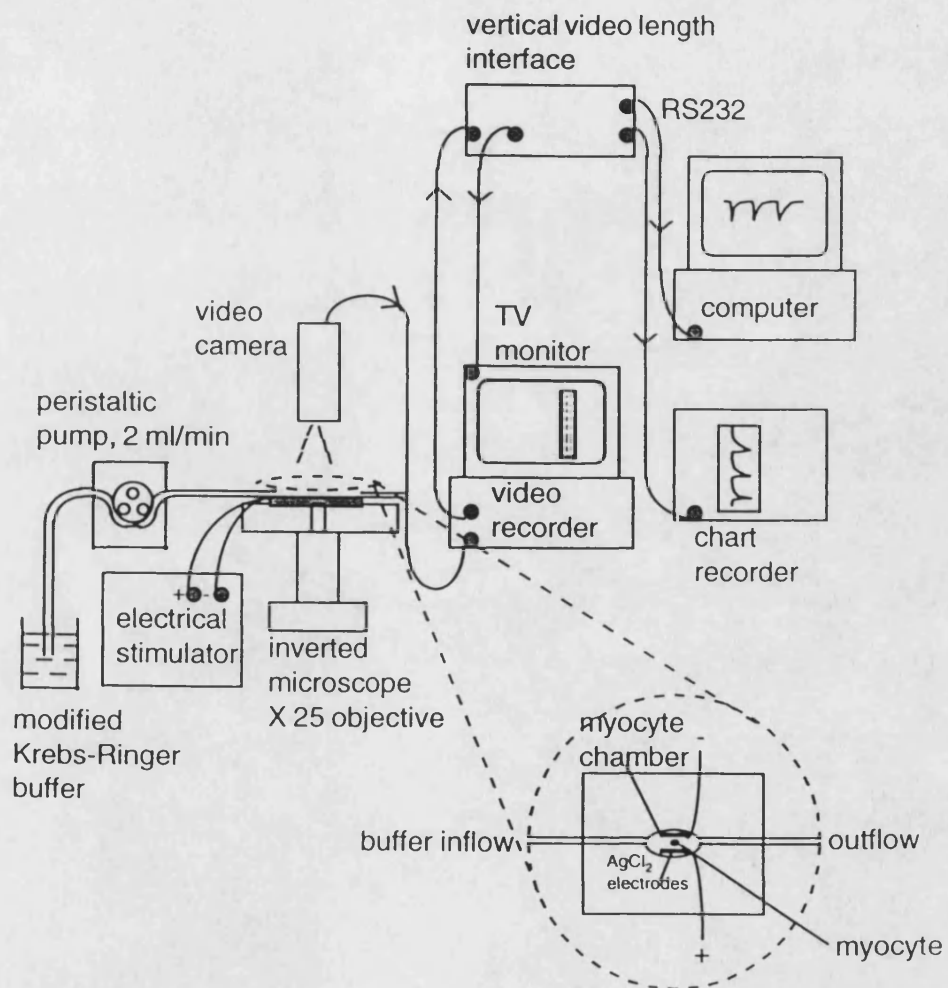 vertical video length
interface
RS232
computer
video
camera
TV
monitor
peristaltic
pump, 2 ml/min
video
recorder
chart
recorder
+ -
electrical
stimulator
inverted
microscope
X 25 objective
modified
Krebs-Ringer
buffer
myocyte
chamber
-
buffer inflow
outflow
AgCl₂
electrodes
myocyte
+